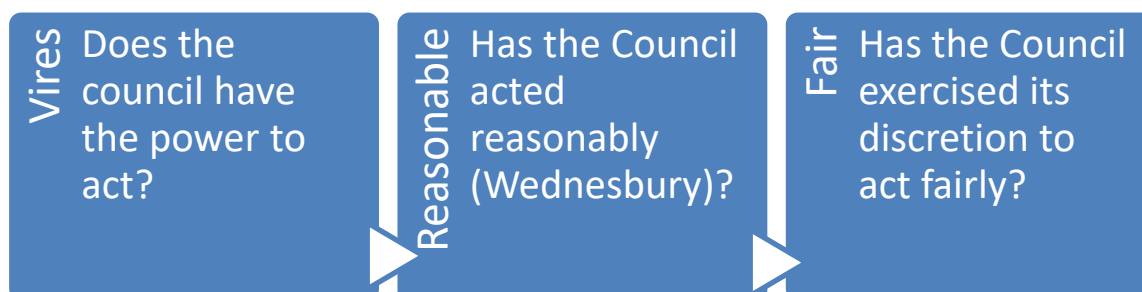 Vires
Does the
council have
the power to
act?
Reasonable
Has the Council
acted
reasonably
(Wednesbury)?
Fair
Has the Council
exercised its
discretion to
act fairly?